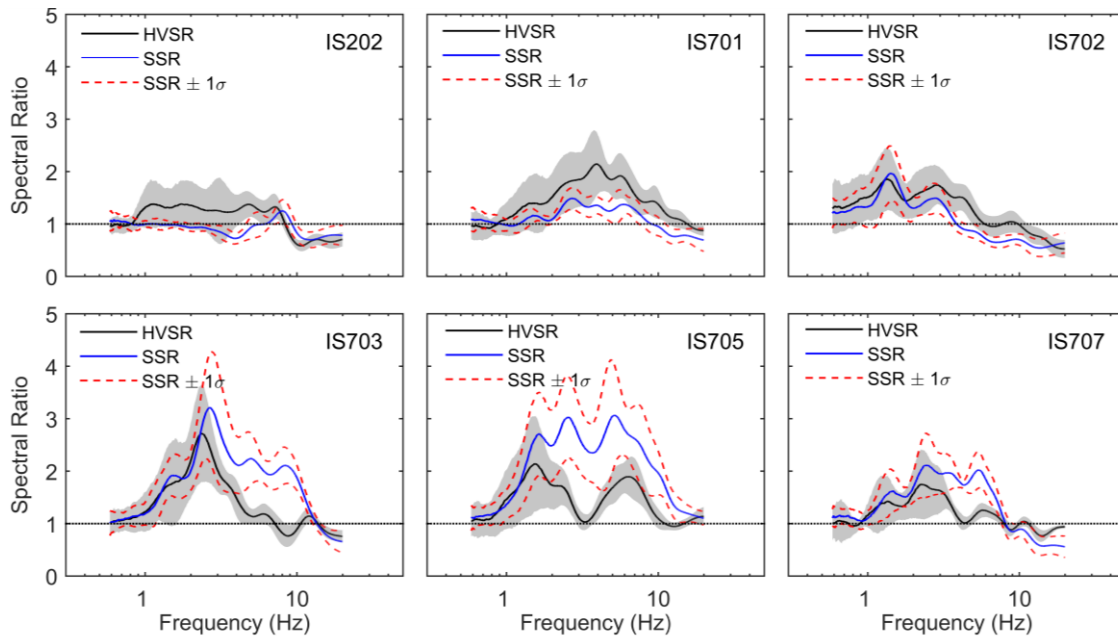 5
4
3
2
1
0
Spectral Ratio
HVSR
SSR
SSR ± 1σ
IS202
HVSR
SSR
SSR ± 1σ
IS701
HVSR
SSR
SSR ± 1σ
IS702
5
4
3
2
1
0
Spectral Ratio
HVSR
SSR
SSR ± 1σ
IS703
HVSR
SSR
SSR ± 1σ
IS705
HVSR
SSR
SSR ± 1σ
IS707
1 10
1 10
1 10
Frequency (Hz)
Frequency (Hz)
Frequency (Hz)